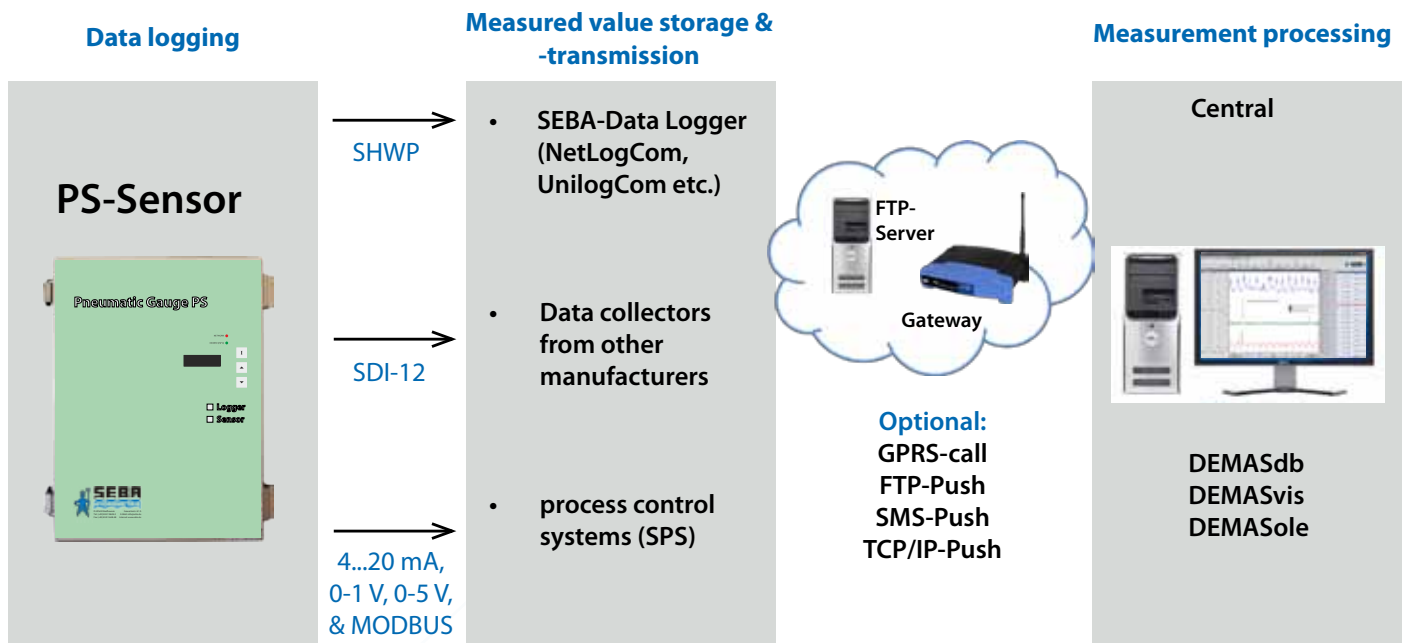 Data logging
Measured value storage &
-transmission
Measurement processing
PS-Sensor
Pneumatic Gauge PS
Logger
Sensor
SEBA
SHWP
SDI-12
4...20 mA,
0-1 V, 0-5 V,
& MODBUS
• SEBA-Data Logger
(NetLogCom,
UnilogCom etc.)
• Data collectors
from other
manufacturers
• process control
systems (SPS)
FTP-
Server
Gateway
Optional:
GPRS-call
FTP-Push
SMS-Push
TCP/IP-Push
Central
DEMASdb
DEMASvis
DEMASole